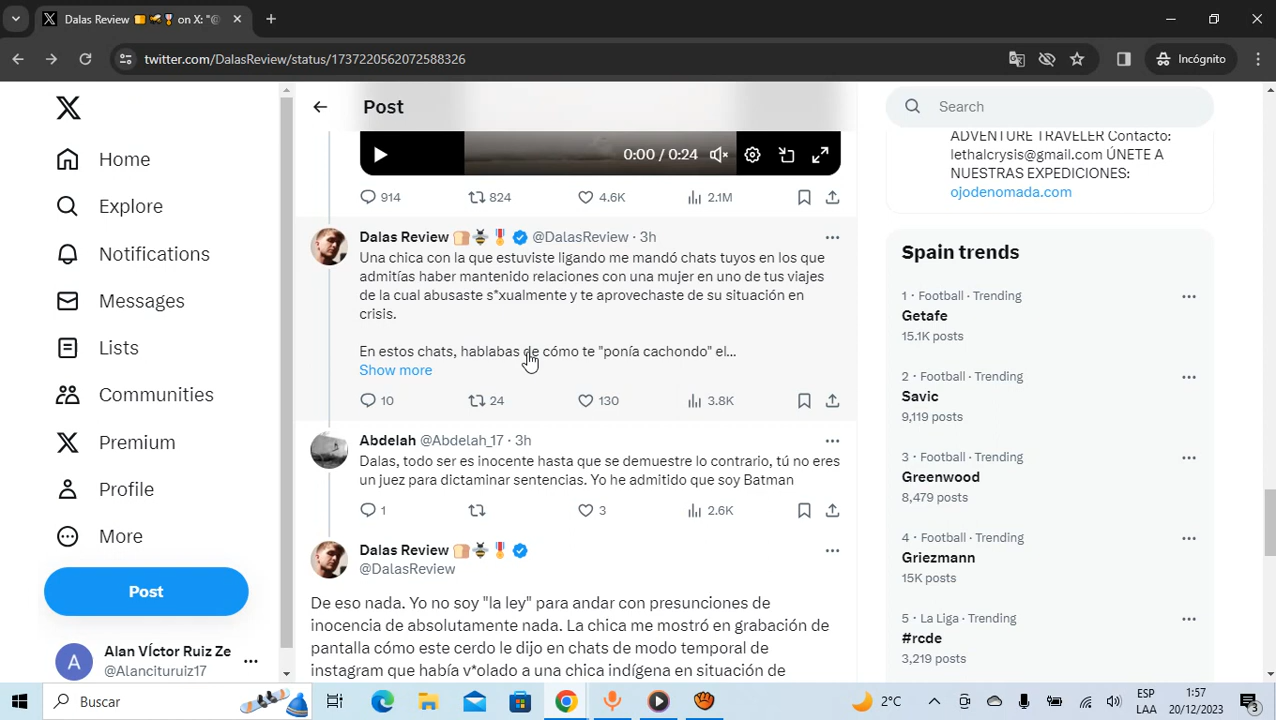 Dalas Review on X: "@
twitter.com/DalasReview/status/1737220562072588326
Incógnito
X
Home
Explore
Notifications
Messages
Lists
Communities
Premium
Profile
More
Post
Alan VÍctor Ruiz Ze
@Alancituruiz17
Post
0:00 / 0:24
914 824 4.6K 2.1M
Dalas Review @DalasReview · 3h
Una chica con la que estuviste ligando me mandó chats tuyos en los que
admitías haber mantenido relaciones con una mujer en uno de tus viajes
de la cual abusaste s*xualmente y te aprovechaste de su situación en
crisis.
En estos chats, hablabas de cómo te "ponía cachondo" el...
Show more
10 24 130 3.8K
Abdelah @Abdelah_17 · 3h
Dalas, todo ser es inocente hasta que se demuestre lo contrario, tú no eres
un juez para dictaminar sentencias. Yo he admitido que soy Batman
1 3 2.6K
Dalas Review
@DalasReview
De eso nada. Yo no soy "la ley" para andar con presunciones de
inocencia de absolutamente nada. La chica me mostró en grabación de
pantalla cómo este cerdo le dijo en chats de modo temporal de
instagram que había v*olado a una chica indígena en situación de
Search
ADVENTURE TRAVELER Contacto:
lethalcrysis@gmail.com ÚNETE A
NUESTRAS EXPEDICIONES:
ojodenomada.com
Spain trends
1 · Football · Trending
Getafe
15.1K posts
2 · Football · Trending
Savic
9,119 posts
3 · Football · Trending
Greenwood
8,479 posts
4 · Football · Trending
Griezmann
15K posts
5 · La Liga · Trending
#rcde
3,219 posts
Buscar
2°C
ESP
LAA
1:57
20/12/2023
3